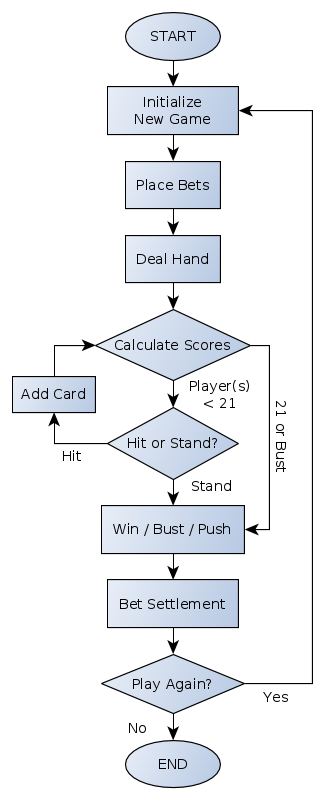 START
Initialize
New Game
Place Bets
Deal Hand
Calculate Scores
Player(s)
< 21
21 or Bust
Add Card
Hit or Stand?
Hit
Stand
Win / Bust / Push
Bet Settlement
Play Again?
Yes
No
END